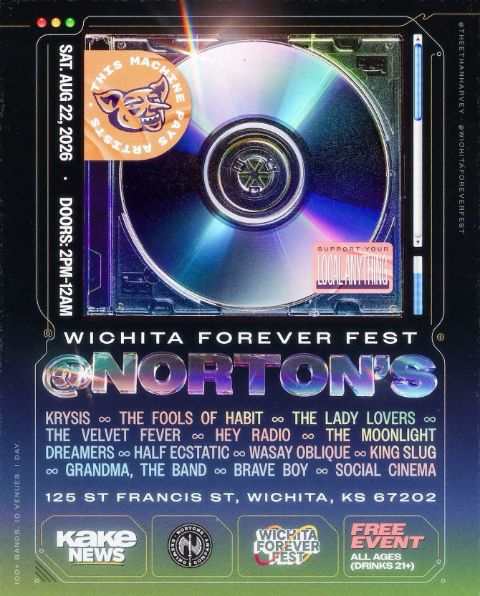 SAT. AUG 22, 2026 • DOORS: 2PM-12AM
THIS MACHINE PAYS ARTISTS •
SUPPORT YOUR
LOCAL ANYTHING
@THEETHANHARVEY @WICHITAFOREVERFEST
WICHITA FOREVER FEST
@NORTON'S
KRYSIS ∞ THE FOOLS OF HABIT ∞ THE LADY LOVERS ∞
THE VELVET FEVER ∞ HEY RADIO ∞ THE MOONLIGHT
DREAMERS ∞ HALF ECSTATIC ∞ WASAY OBLIQUE ∞ KING SLUG
∞ GRANDMA, THE BAND ∞ BRAVE BOY ∞ SOCIAL CINEMA
125 ST FRANCIS ST, WICHITA, KS 67202
100+ BANDS. 10 VENUES. 1 DAY.
KAKE
NEWS
NORTONS
WICHITA
FOREVER
FEST
FREE
EVENT
ALL AGES
(DRINKS 21+)